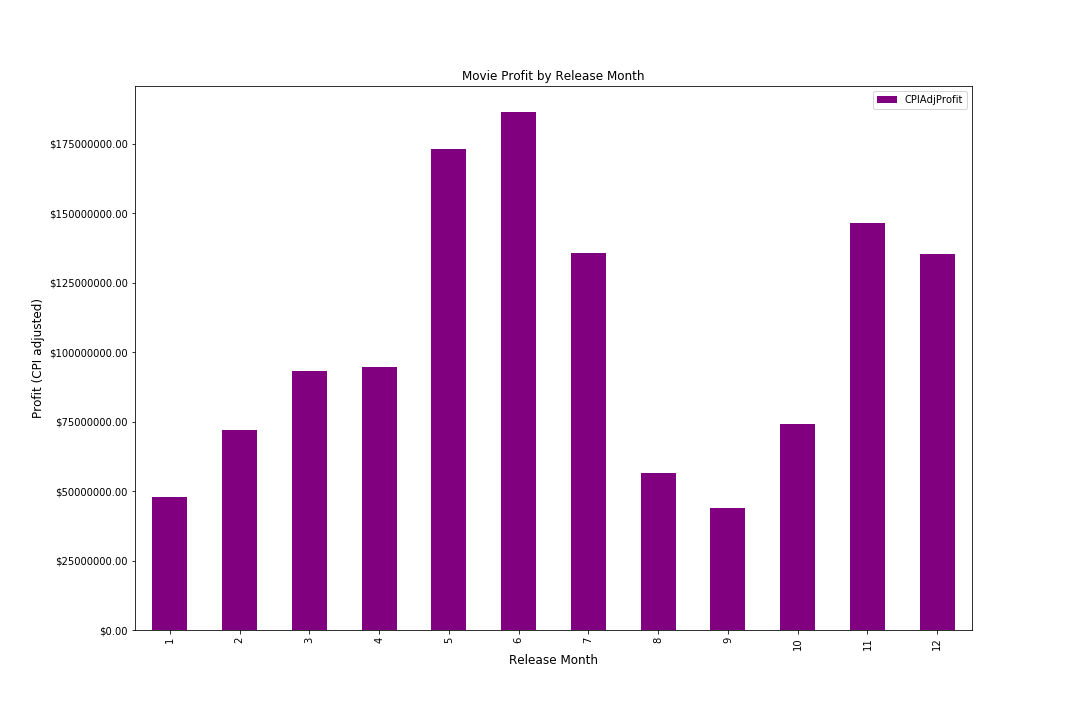 Movie Profit by Release Month
CPIAdjProfit
Profit (CPI adjusted)
$175000000.00
$150000000.00
$125000000.00
$100000000.00
$75000000.00
$50000000.00
$25000000.00
$0.00
1 2 3 4 5 6 7 8 9 10 11 12
Release Month